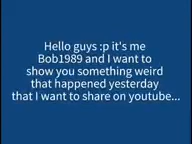 Hello guys :p it's me
Bob1989 and I want to
show you something weird
that happened yesterday
that I want to share on youtube...